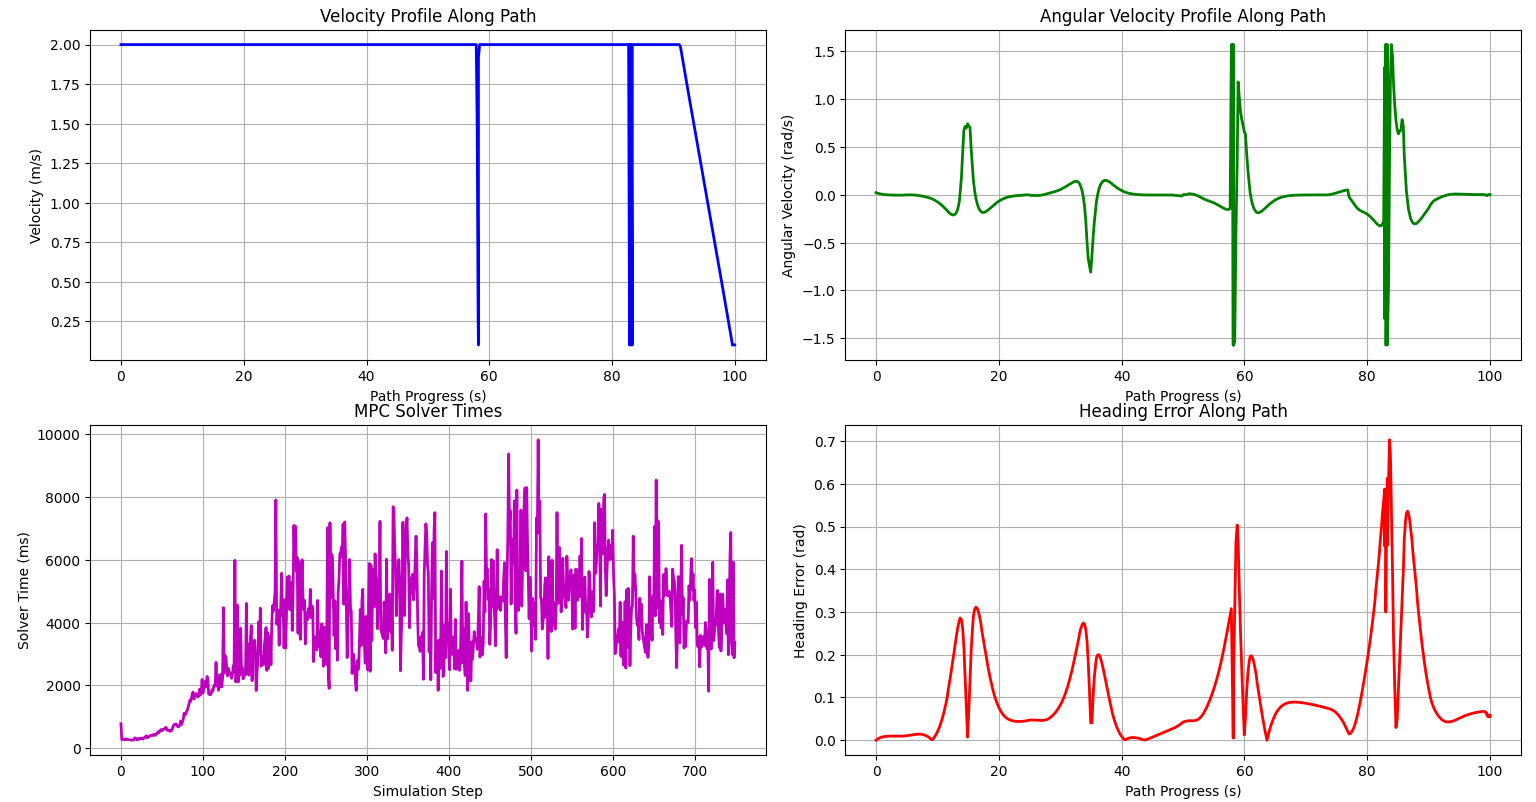 Velocity Profile Along Path
Velocity (m/s)
2.00
1.75
1.50
1.25
1.00
0.75
0.50
0.25
0 20 40 60 80 100
Path Progress (s)
Angular Velocity Profile Along Path
Angular Velocity (rad/s)
1.5
1.0
0.5
0.0
−0.5
−1.0
−1.5
0 20 40 60 80 100
Path Progress (s)
MPC Solver Times
Solver Time (ms)
10000
8000
6000
4000
2000
0
0 100 200 300 400 500 600 700
Simulation Step
Heading Error Along Path
Heading Error (rad)
0.7
0.6
0.5
0.4
0.3
0.2
0.1
0.0
0 20 40 60 80 100
Path Progress (s)